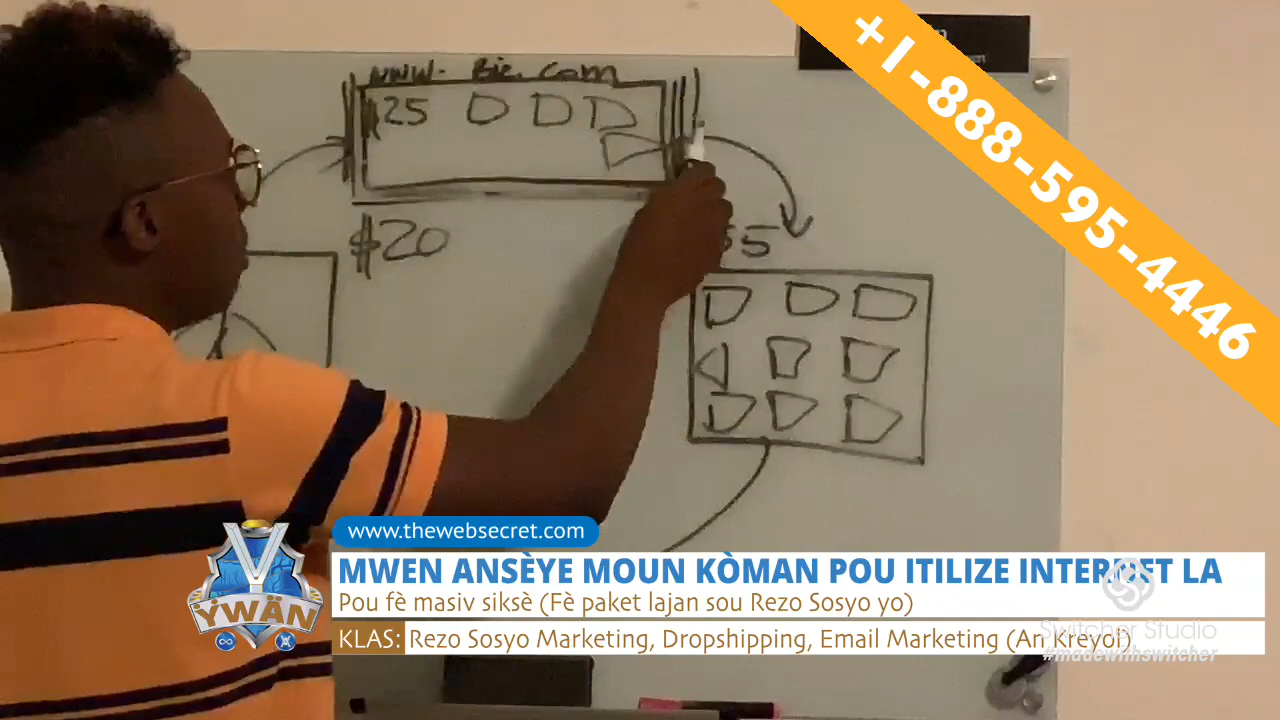 +1-888-595-4446
www. Biz. com
$25
$20
$5
www.thewebsecret.com
MWEN ANSÈYE MOUN KÒMAN POU ITILIZE INTERNET LA
Pou fè masiv siksè (Fè paket lajan sou Rezo Sosyo yo)
KLAS: Rezo Sosyo Marketing, Dropshipping, Email Marketing (An kreyol)
ÝWÄN
Switcher Studio
#madewithswitcher